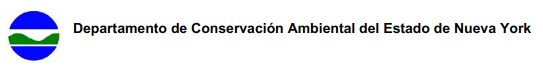 Departamento de Conservación Ambiental del Estado de Nueva York